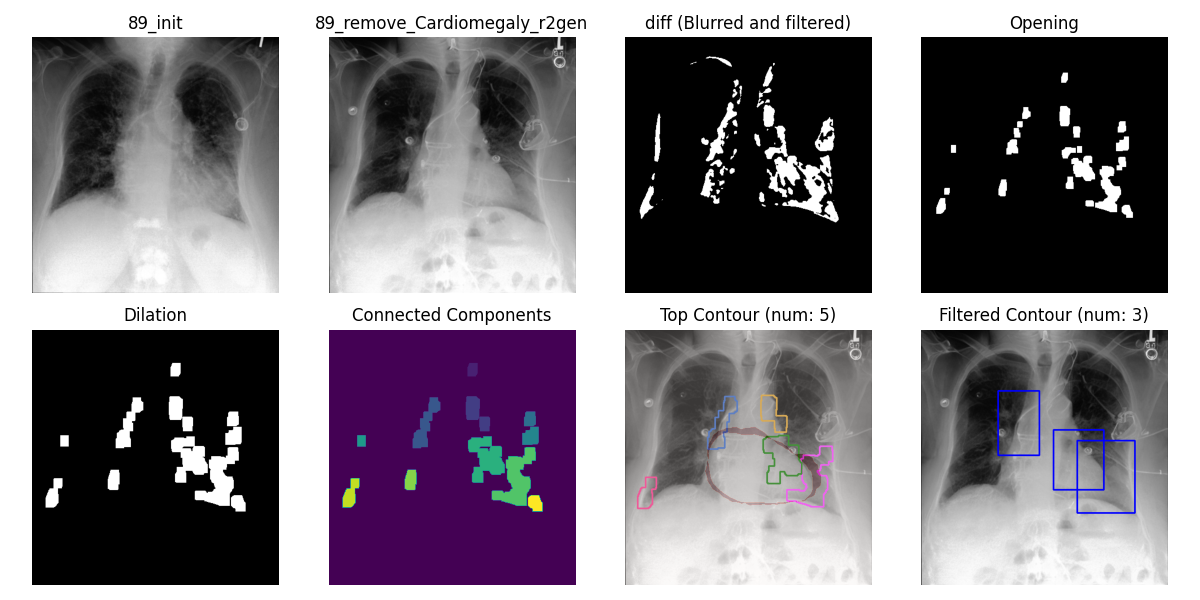 89_init
89_remove_Cardiomegaly_r2gen
diff (Blurred and filtered)
Opening
Dilation
Connected Components
Top Contour (num: 5)
Filtered Contour (num: 3)